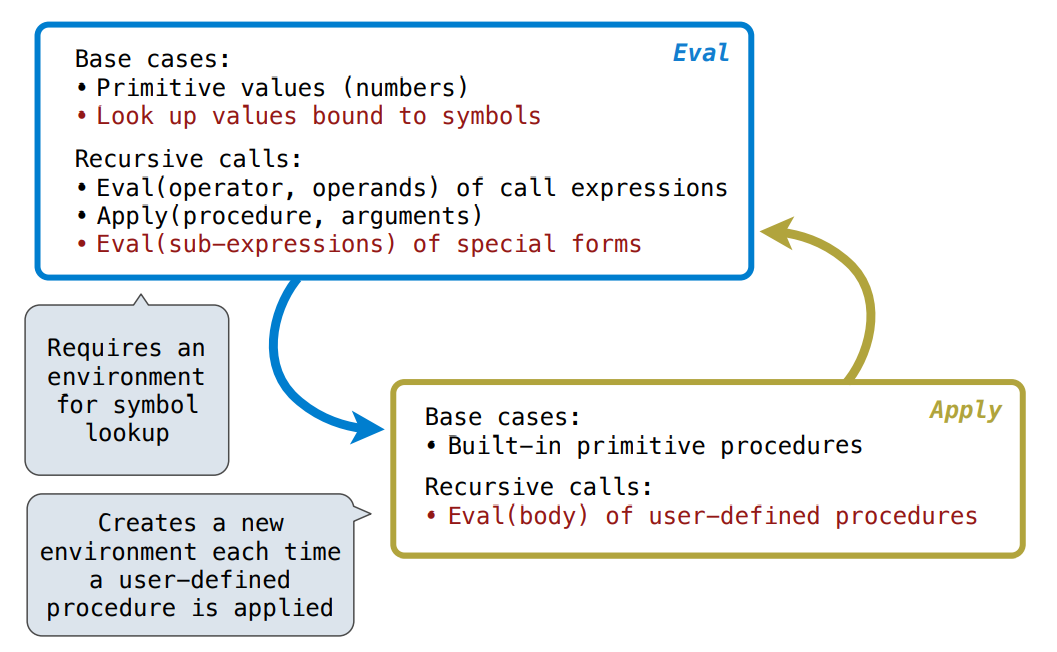 Eval
Base cases:
• Primitive values (numbers)
• Look up values bound to symbols
Recursive calls:
• Eval(operator, operands) of call expressions
• Apply(procedure, arguments)
• Eval(sub-expressions) of special forms
Requires an
environment
for symbol
lookup
Apply
Base cases:
• Built-in primitive procedures
Recursive calls:
• Eval(body) of user-defined procedures
Creates a new
environment each time
a user-defined
procedure is applied